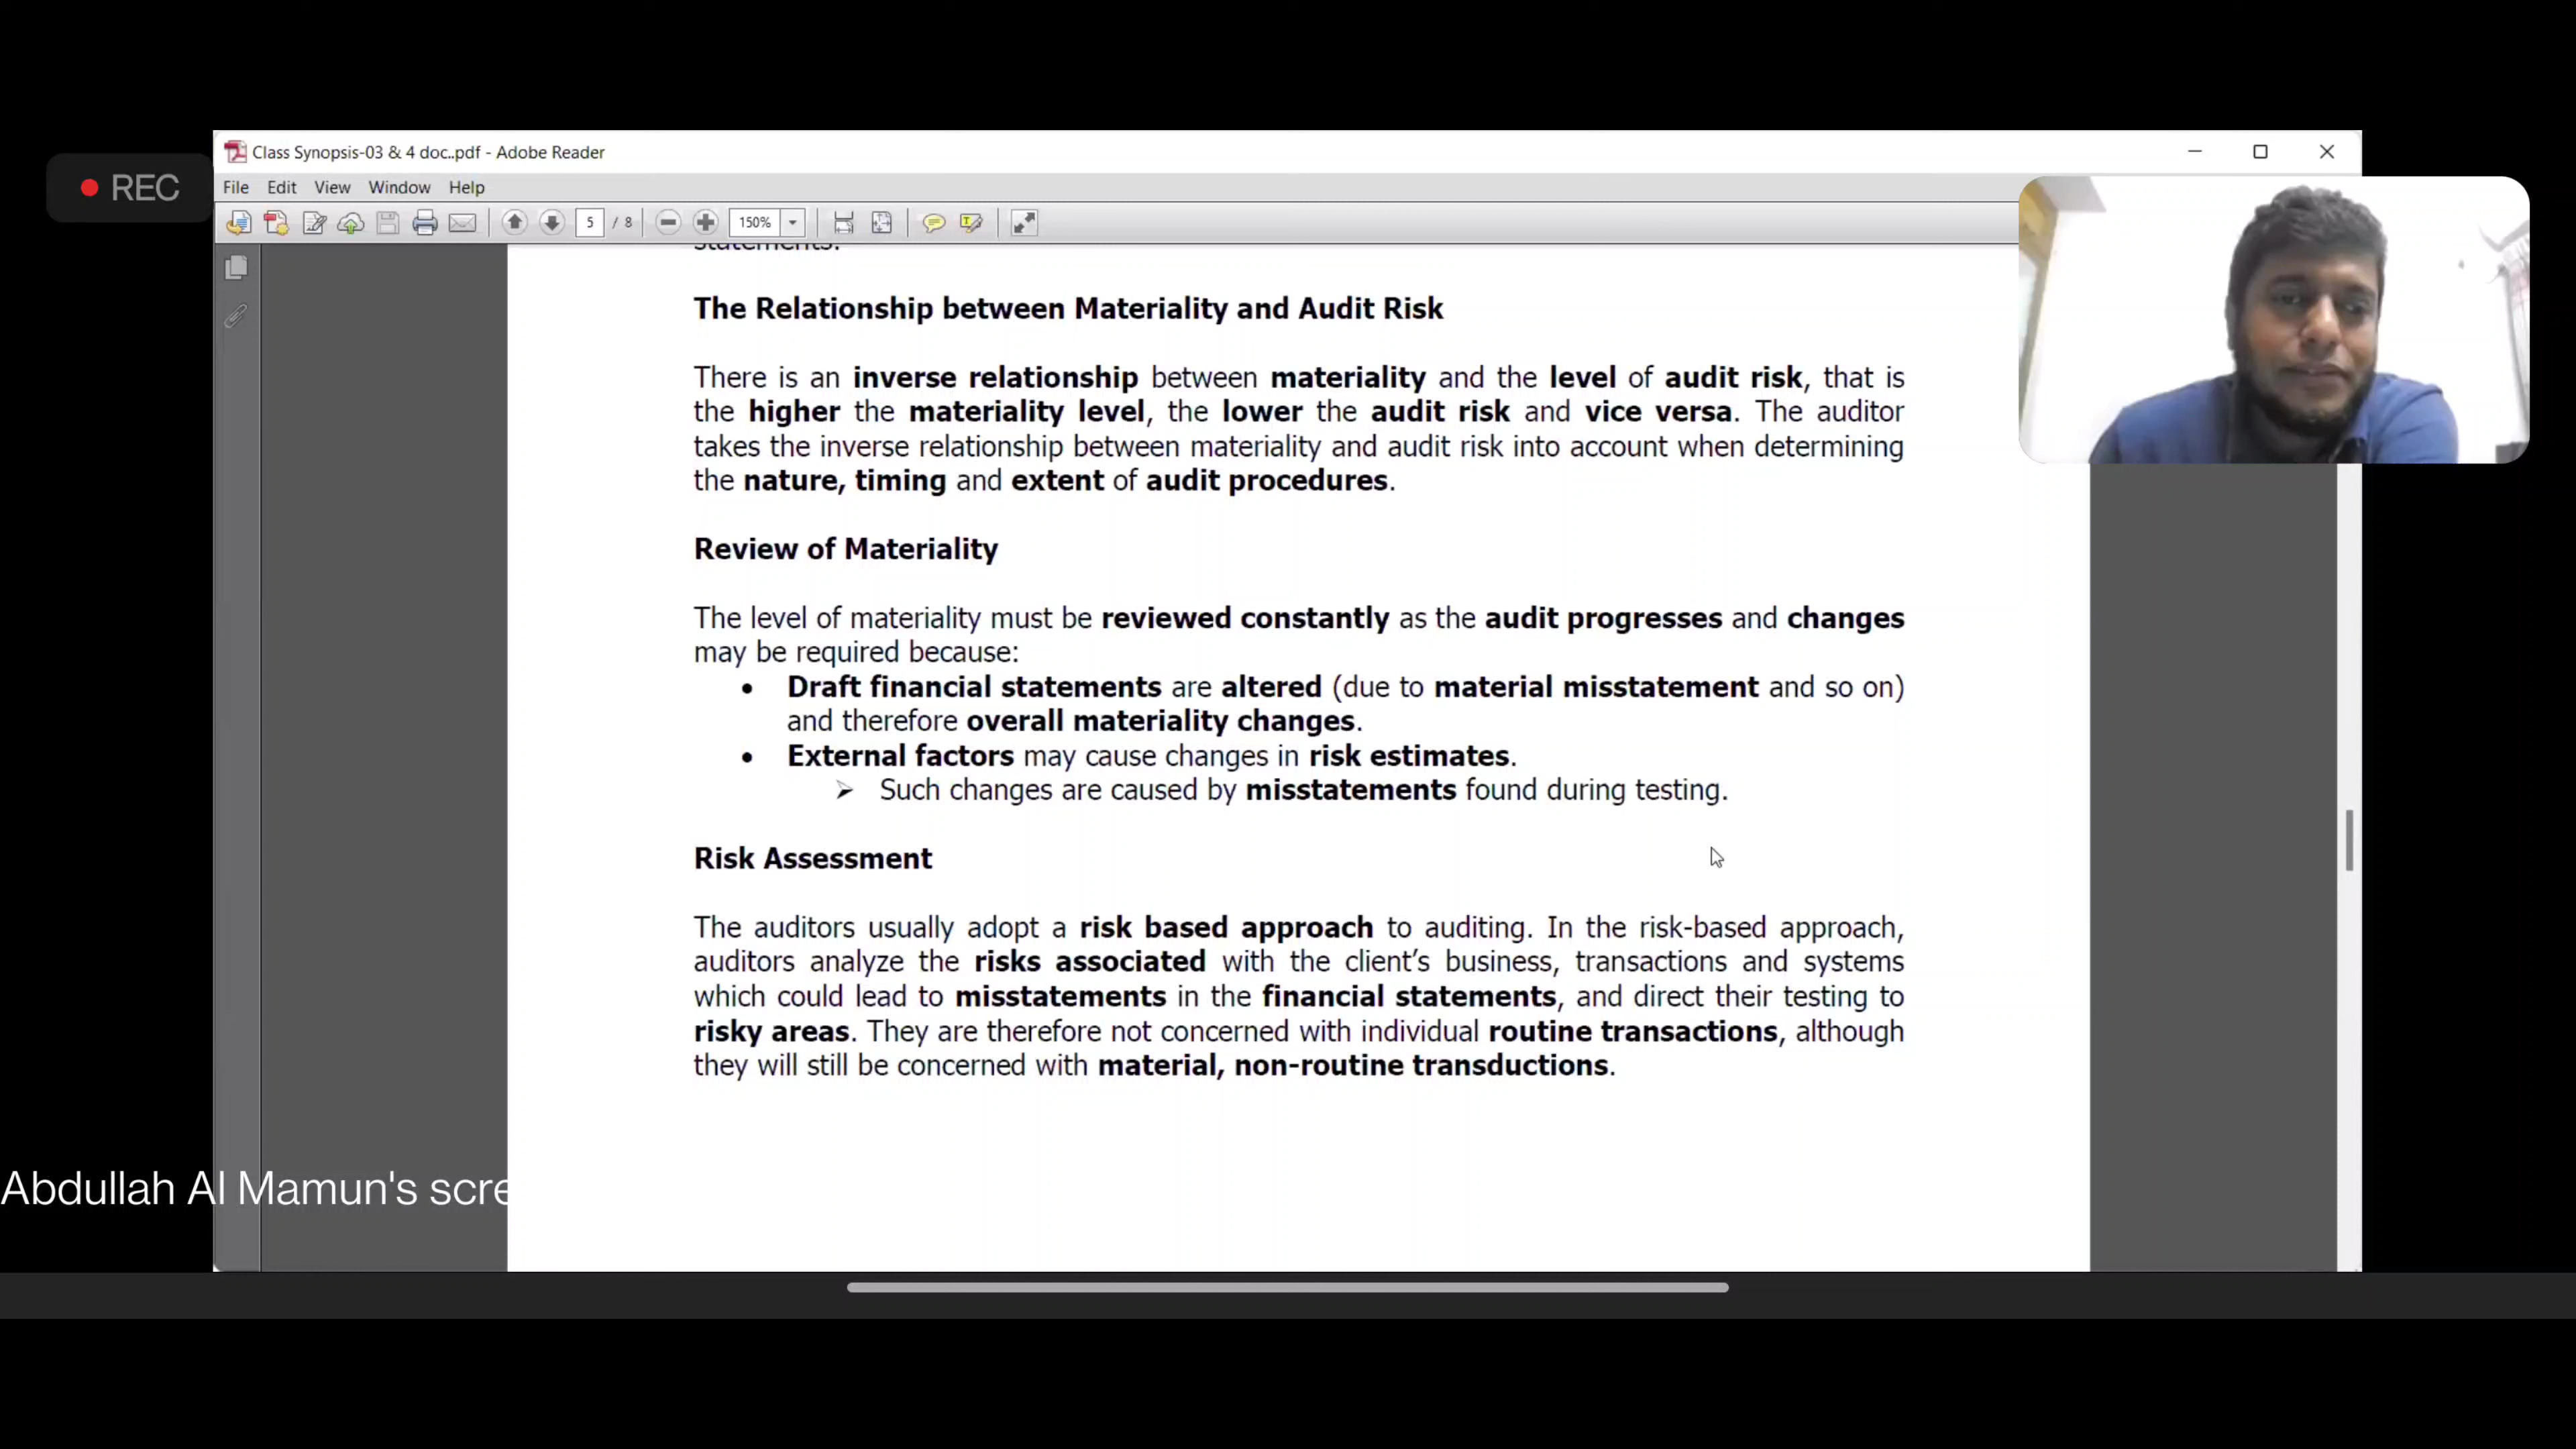 Class Synopsis-03 & 4 doc..pdf - Adobe Reader
REC
File Edit View Window Help
5 / 8 150%
statements.
The Relationship between Materiality and Audit Risk
There is an inverse relationship between materiality and the level of audit risk, that is
the higher the materiality level, the lower the audit risk and vice versa. The auditor
takes the inverse relationship between materiality and audit risk into account when determining
the nature, timing and extent of audit procedures.
Review of Materiality
The level of materiality must be reviewed constantly as the audit progresses and changes
may be required because:
• Draft financial statements are altered (due to material misstatement and so on)
and therefore overall materiality changes.
• External factors may cause changes in risk estimates.
➢ Such changes are caused by misstatements found during testing.
Risk Assessment
The auditors usually adopt a risk based approach to auditing. In the risk-based approach,
auditors analyze the risks associated with the client's business, transactions and systems
which could lead to misstatements in the financial statements, and direct their testing to
risky areas. They are therefore not concerned with individual routine transactions, although
they will still be concerned with material, non-routine transductions.
Abdullah Al Mamun's scre